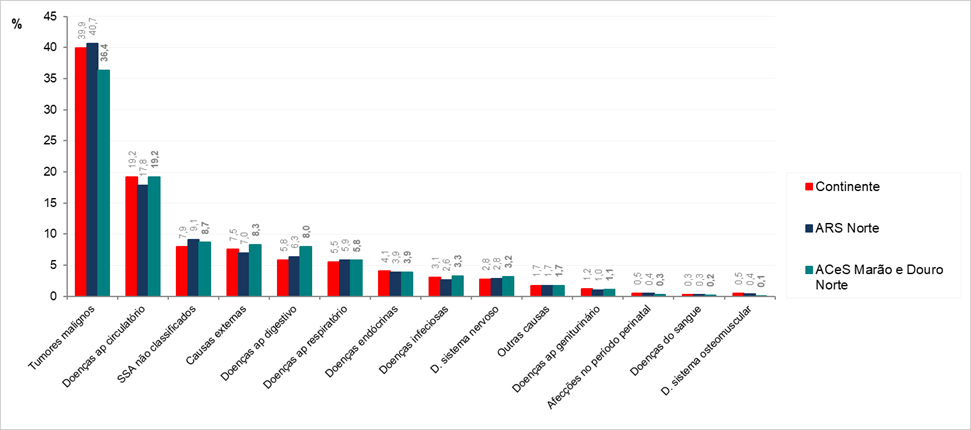 %
45
40
35
30
25
20
15
10
5
0
39,9
40,7
36,4
19,2
17,8
19,2
7,9
9,1
8,7
7,5
7,0
8,3
5,8
6,3
8,0
5,5
5,9
5,8
4,1
3,9
3,9
3,1
2,6
3,3
2,8
2,8
3,2
1,7
1,7
1,7
1,2
1,0
1,1
0,5
0,4
0,3
0,3
0,3
0,2
0,5
0,4
0,1
Tumores malignos
Doenças ap circulatório
SSA não classificados
Causas externas
Doenças ap digestivo
Doenças ap respiratório
Doenças endócrinas
Doenças infeciosas
D. sistema nervoso
Outras causas
Doenças ap geniturinário
Afecções no período perinatal
Doenças do sangue
D. sistema osteomuscular
Continente
ARS Norte
ACeS Marão e Douro
Norte